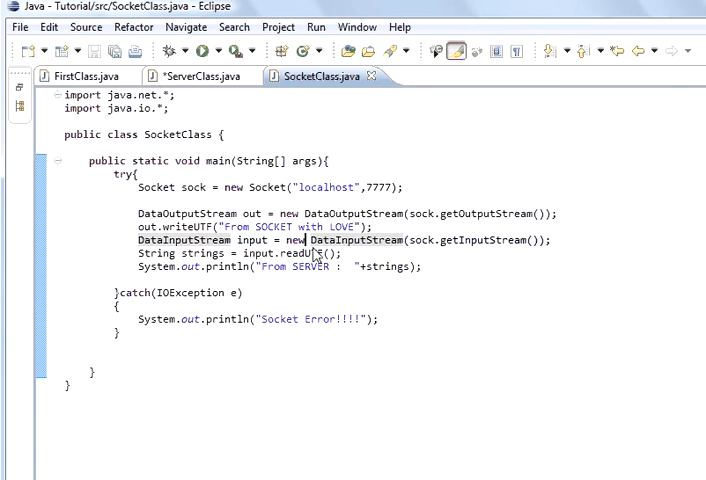 Java - Tutorial/src/SocketClass.java - Eclipse
File Edit Source Refactor Navigate Search Project Run Window Help
FirstClass.java *ServerClass.java SocketClass.java
import java.net.*;
import java.io.*;
public class SocketClass {
public static void main(String[] args){
try{
Socket sock = new Socket("localhost",7777);
DataOutputStream out = new DataOutputStream(sock.getOutputStream());
out.writeUTF("From SOCKET with LOVE");
DataInputStream input = new DataInputStream(sock.getInputStream());
String strings = input.readUTF();
System.out.println("From SERVER :  "+strings);
}catch(IOException e)
{
System.out.println("Socket Error!!!!");
}
}
}